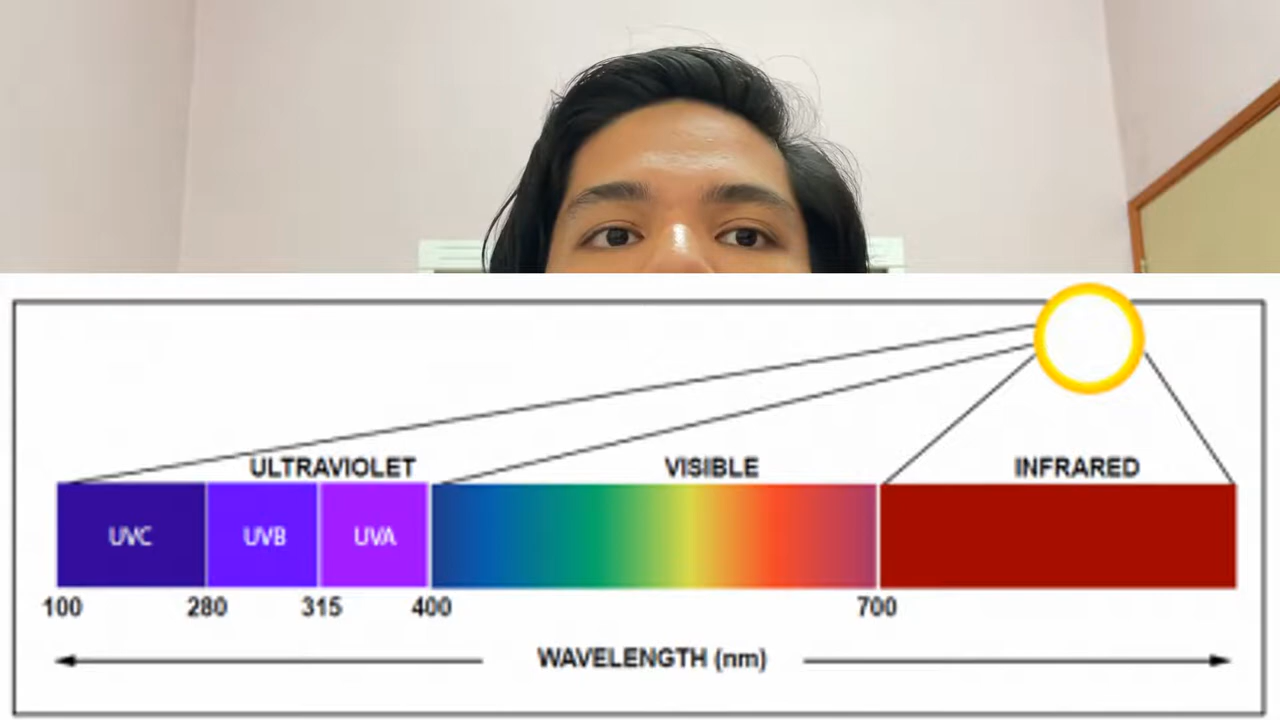 ULTRAVIOLET VISIBLE INFRARED
UVC UVB UVA
100 280 315 400 700
WAVELENGTH (nm)